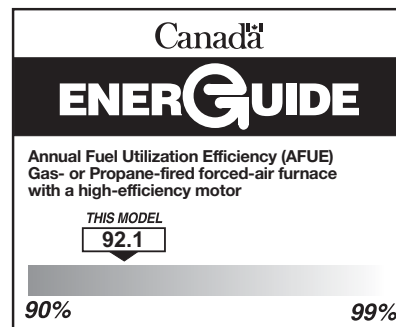 Canada
ENERGUIDE
Annual Fuel Utilization Efficiency (AFUE)
Gas- or Propane-fired forced-air furnace
with a high-efficiency motor
THIS MODEL
92.1
90% 99%